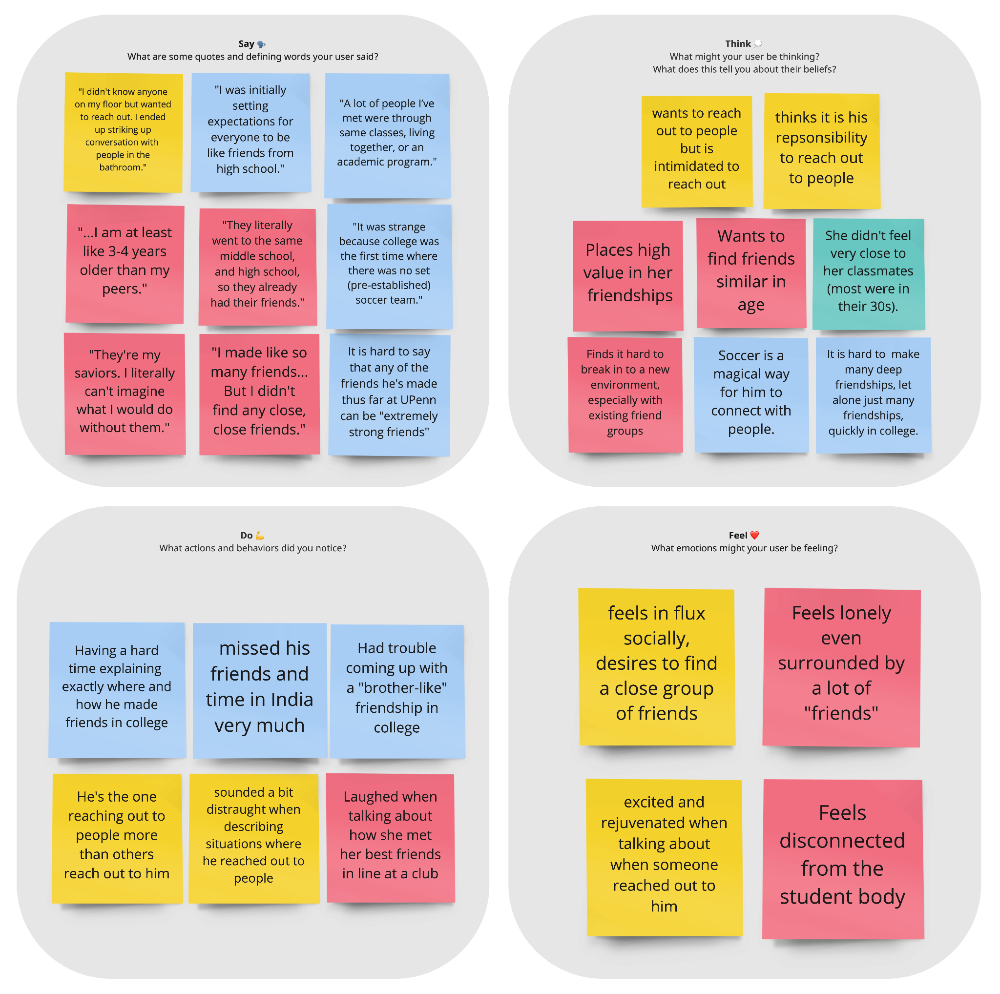 Say 🗣️
What are some quotes and defining words your user said?
"I didn't know anyone
on my floor but wanted
to reach out. I ended
up striking up
conversation with
people in the
bathroom."
"I was initially
setting
expectations for
everyone to be
like friends from
high school."
"A lot of people I’ve
met were through
same classes, living
together, or an
academic program."
"...I am at least
like 3-4 years
older than my
peers."
"They literally
went to the same
middle school,
and high school,
so they already
had their friends."
"It was strange
because college was
the first time where
there was no set
(pre-established)
soccer team."
"They're my
saviors. I literally
can't imagine
what I would do
without them."
"I made like so
many friends...
But I didn't
find any close,
close friends."
It is hard to say
that any of the
friends he's made
thus far at UPenn
can be "extremely
strong friends"
Think 💭
What might your user be thinking?
What does this tell you about their beliefs?
wants to reach
out to people
but is
intimidated to
reach out
thinks it is his
repsonsibility
to reach out
to people
Places high
value in her
friendships
Wants to
find friends
similar in
age
She didn't feel
very close to
her classmates
(most were in
their 30s).
Finds it hard to
break in to a new
environment,
especially with
existing friend
groups
Soccer is a
magical way
for him to
connect with
people.
It is hard to make
many deep
friendships, let
alone just many
friendships,
quickly in college.
Do 💪
What actions and behaviors did you notice?
Having a hard
time explaining
exactly where and
how he made
friends in college
missed his
friends and
time in India
very much
Had trouble
coming up with
a "brother-like"
friendship in
college
He's the one
reaching out to
people more
than others
reach out to him
sounded a bit
distraught when
describing
situations where
he reached out to
people
Laughed when
talking about
how she met
her best friends
in line at a club
Feel ❤️
What emotions might your user be feeling?
feels in flux
socially,
desires to find
a close group
of friends
Feels lonely
even
surrounded by
a lot of
"friends"
excited and
rejuvenated when
talking about
when someone
reached out to
him
Feels
disconnected
from the
student body